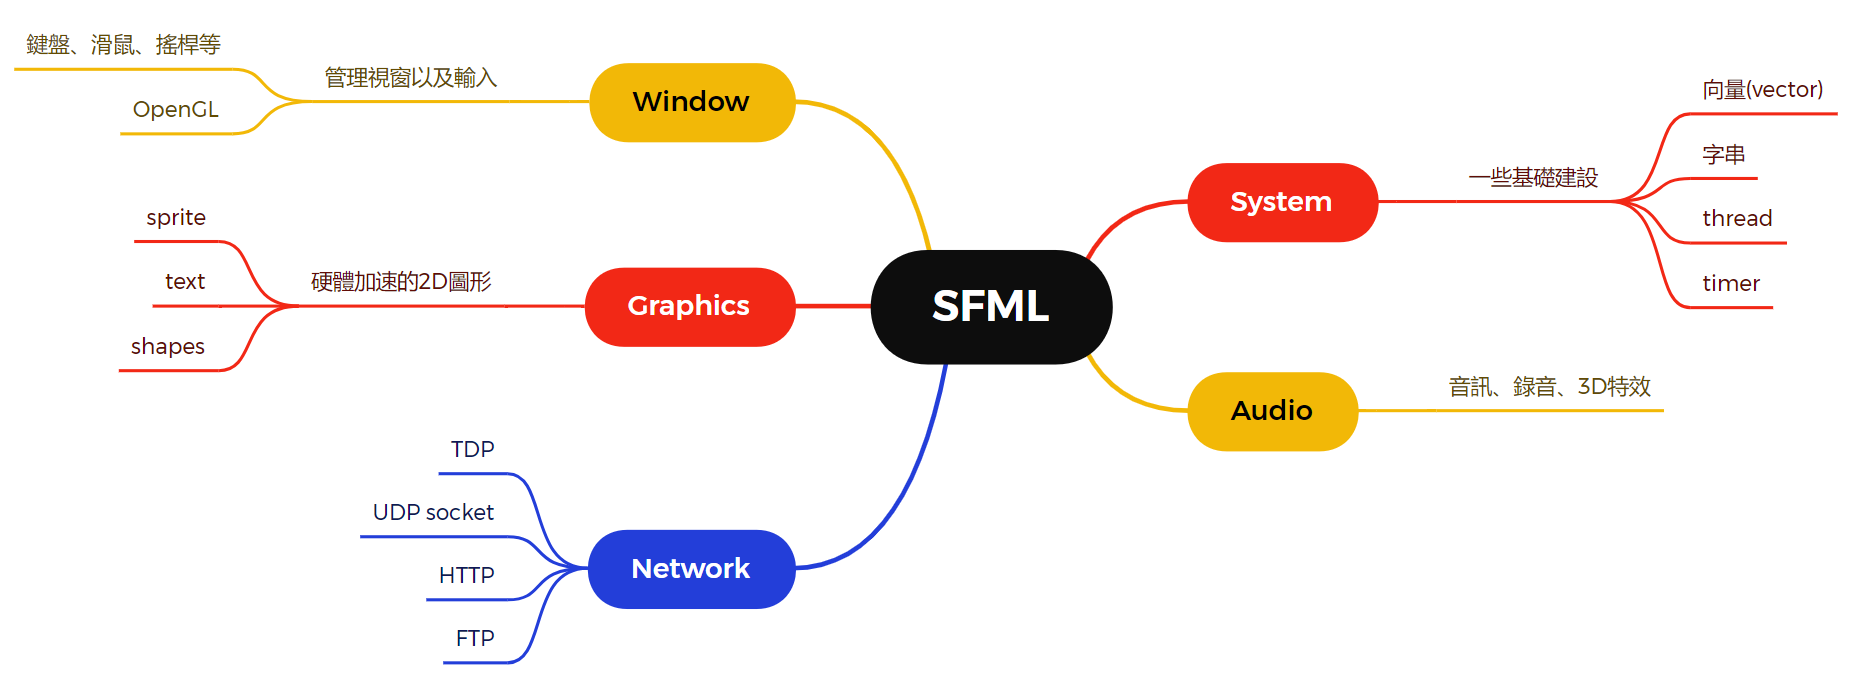 SFML
Window
管理視窗以及輸入
鍵盤、滑鼠、搖桿等
OpenGL
Graphics
硬體加速的2D圖形
sprite
text
shapes
Network
TDP
UDP socket
HTTP
FTP
System
一些基礎建設
向量(vector)
字串
thread
timer
Audio
音訊、錄音、3D特效